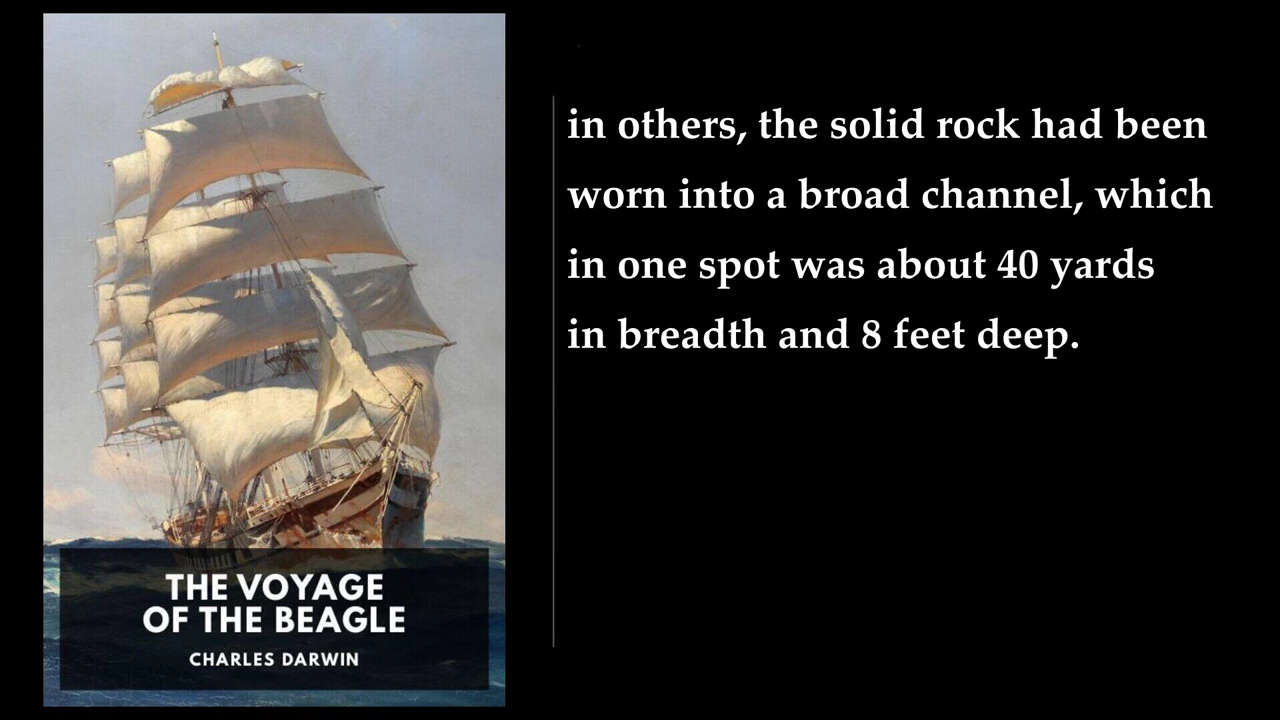 in others, the solid rock had been
worn into a broad channel, which
in one spot was about 40 yards
in breadth and 8 feet deep.
THE VOYAGE
OF THE BEAGLE
CHARLES DARWIN